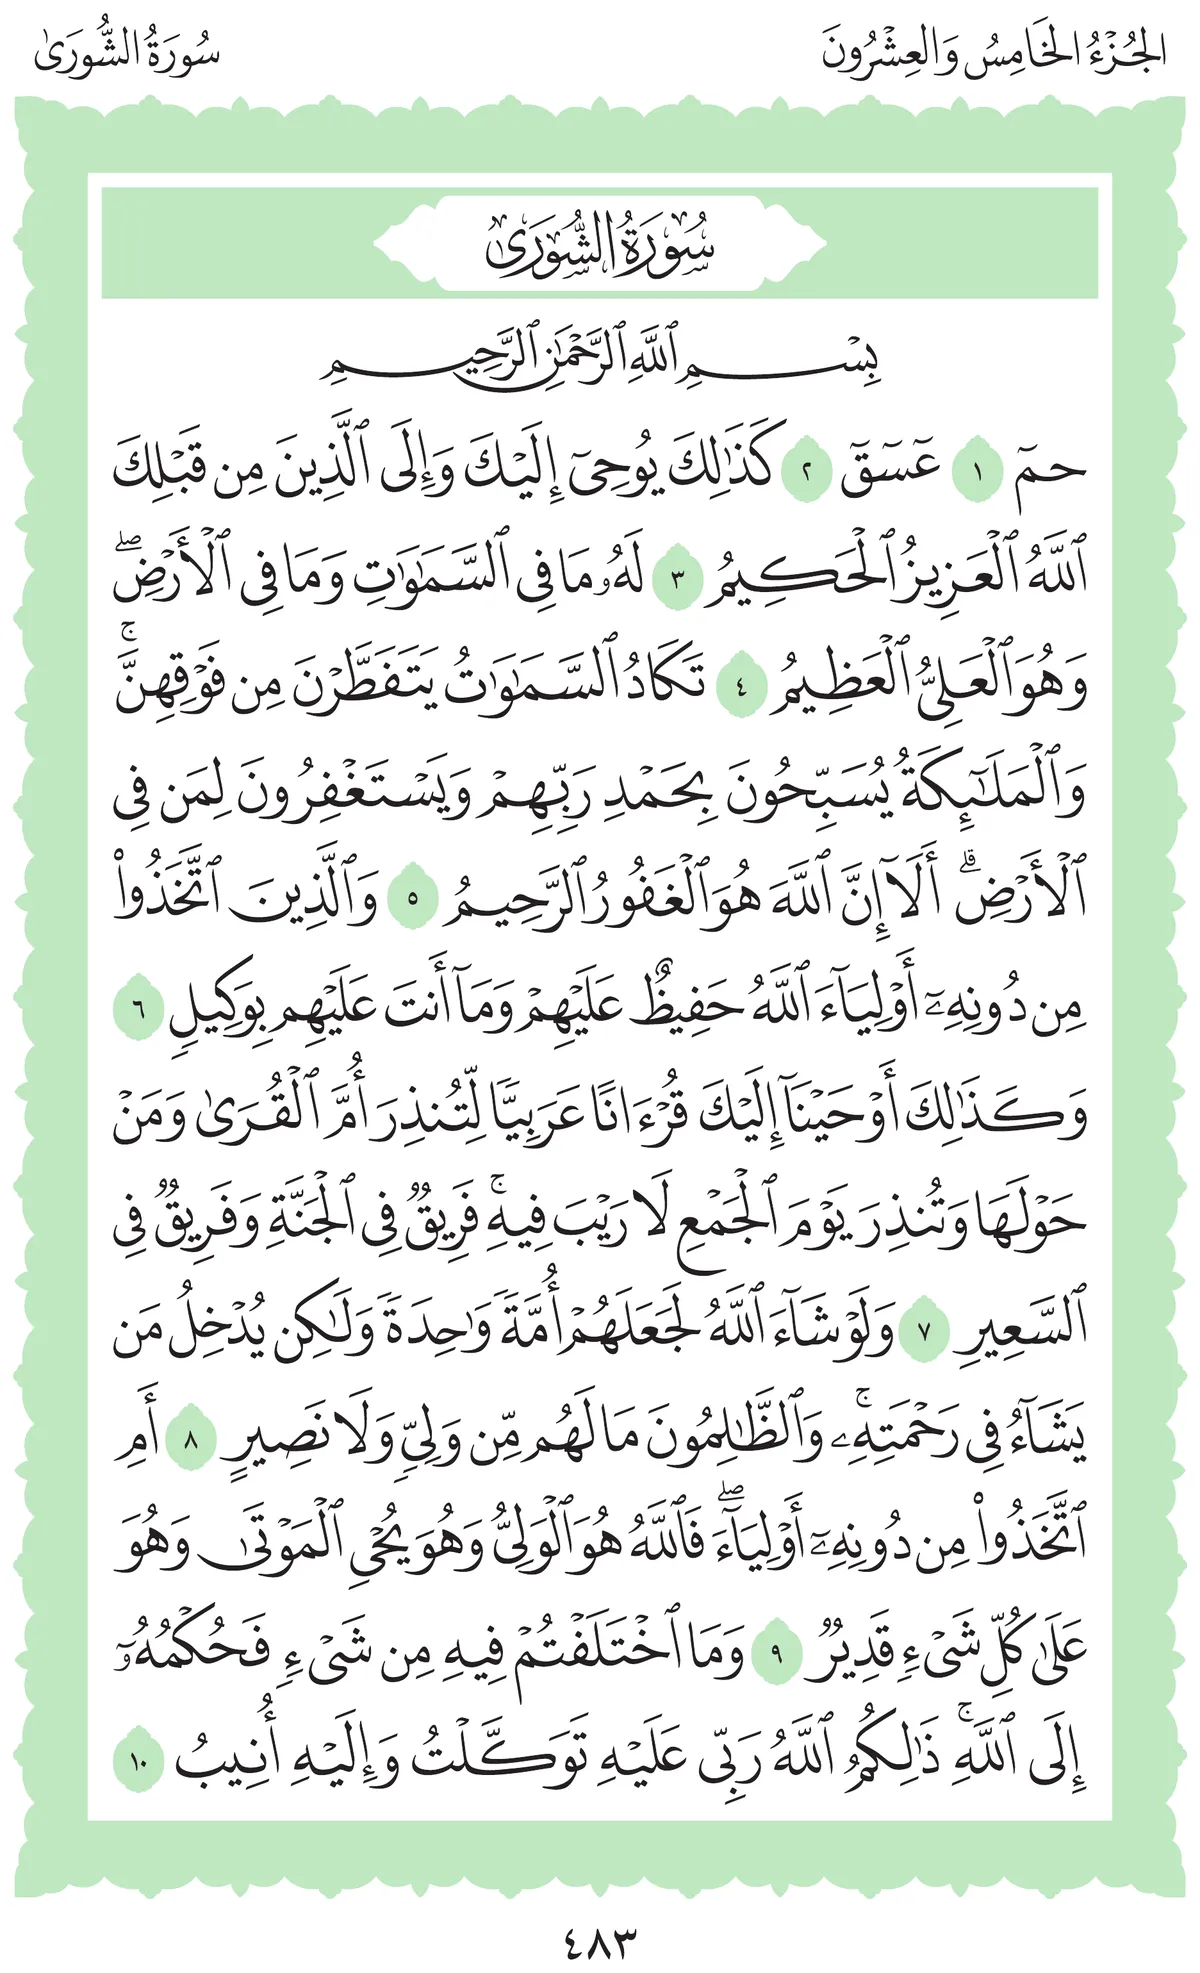 الجُزْءُ الخَامِسُ وَالعِشْرُونَ
سُورَةُ الشُّورَىٰ
سُورَةُ الشُّورَىٰ
بِسْمِ ٱللَّهِ ٱلرَّحْمَٰنِ ٱلرَّحِيمِ
حمٓ ١ عٓسٓقٓ ٢ كَذَٰلِكَ يُوحِىٓ إِلَيْكَ وَإِلَى ٱلَّذِينَ مِن قَبْلِكَ
ٱللَّهُ ٱلْعَزِيزُ ٱلْحَكِيمُ ٣ لَهُۥ مَا فِى ٱلسَّمَٰوَٰتِ وَمَا فِى ٱلْأَرْضِۖ
وَهُوَ ٱلْعَلِىُّ ٱلْعَظِيمُ ٤ تَكَادُ ٱلسَّمَٰوَٰتُ يَتَفَطَّرْنَ مِن فَوْقِهِنَّۚ
وَٱلْمَلَٰٓئِكَةُ يُسَبِّحُونَ بِحَمْدِ رَبِّهِمْ وَيَسْتَغْفِرُونَ لِمَن فِى
ٱلْأَرْضِۗ أَلَآ إِنَّ ٱللَّهَ هُوَ ٱلْغَفُورُ ٱلرَّحِيمُ ٥ وَٱلَّذِينَ ٱتَّخَذُوا۟
مِن دُونِهِۦٓ أَوْلِيَآءَ ٱللَّهُ حَفِيظٌ عَلَيْهِمْ وَمَآ أَنتَ عَلَيْهِم بِوَكِيلٍ ٦
وَكَذَٰلِكَ أَوْحَيْنَآ إِلَيْكَ قُرْءَانًا عَرَبِيًّا لِّتُنذِرَ أُمَّ ٱلْقُرَىٰ وَمَنْ
حَوْلَهَا وَتُنذِرَ يَوْمَ ٱلْجَمْعِ لَا رَيْبَ فِيهِۚ فَرِيقٌ فِى ٱلْجَنَّةِ وَفَرِيقٌ فِى
ٱلسَّعِيرِ ٧ وَلَوْ شَآءَ ٱللَّهُ لَجَعَلَهُمْ أُمَّةً وَٰحِدَةً وَلَٰكِن يُدْخِلُ مَن
يَشَآءُ فِى رَحْمَتِهِۦۚ وَٱلظَّٰلِمُونَ مَا لَهُم مِّن وَلِىٍّ وَلَا نَصِيرٍ ٨ أَمِ
ٱتَّخَذُوا۟ مِن دُونِهِۦٓ أَوْلِيَآءَۖ فَٱللَّهُ هُوَ ٱلْوَلِىُّ وَهُوَ يُحْىِ ٱلْمَوْتَىٰ وَهُوَ
عَلَىٰ كُلِّ شَىْءٍ قَدِيرٌ ٩ وَمَا ٱخْتَلَفْتُمْ فِيهِ مِن شَىْءٍ فَحُكْمُهُۥٓ
إِلَى ٱللَّهِۚ ذَٰلِكُمُ ٱللَّهُ رَبِّى عَلَيْهِ تَوَكَّلْتُ وَإِلَيْهِ أُنِيبُ ١٠
٤٨٣